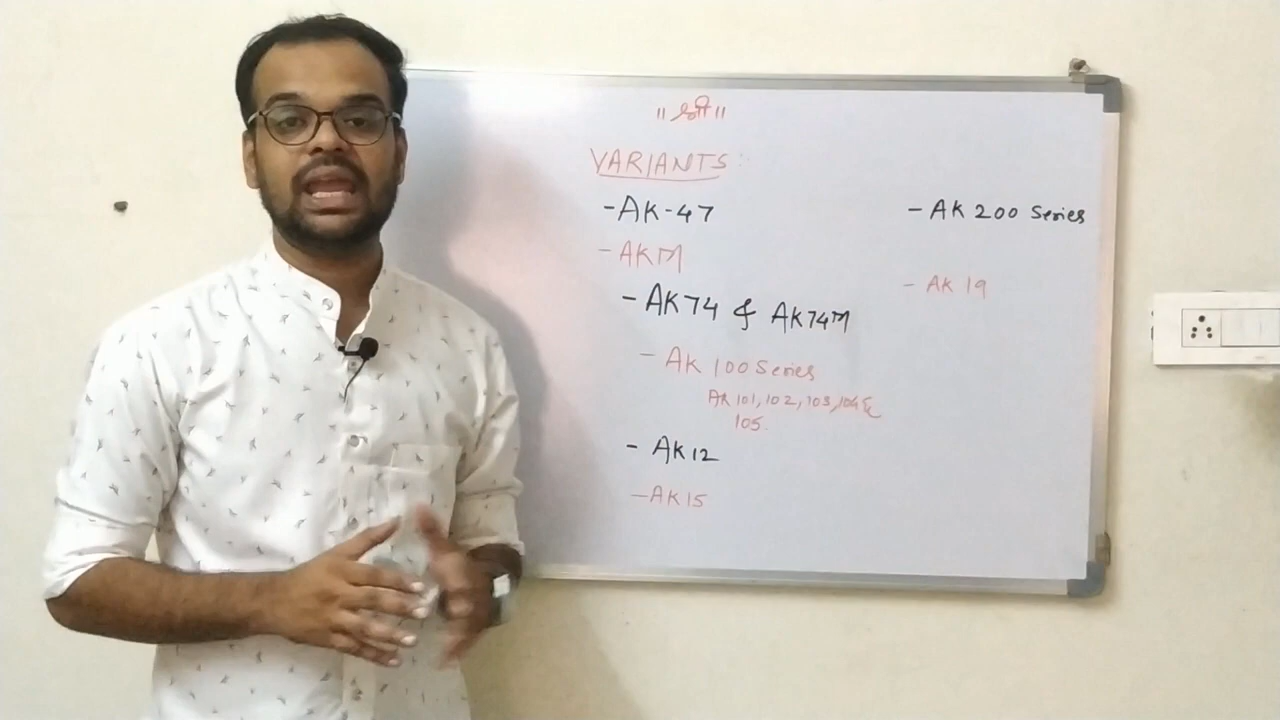 ॥ श्री ॥
VARIANTS:
-AK-47
-AKM
-AK74 & AK74M
-AK 100 Series
AK 101, 102, 103, 104 &
105.
- AK12
-AK15
- AK 200 Series
- AK 19